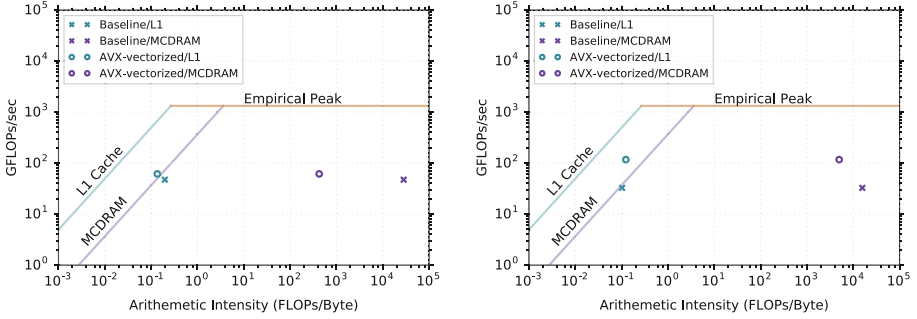 10^5
10^4
10^3
10^2
10^1
10^0
GFLOPs/sec
Baseline/L1
Baseline/MCDRAM
AVX-vectorized/L1
AVX-vectorized/MCDRAM
Empirical Peak
L1 Cache
MCDRAM
10^-3 10^-2 10^-1 10^0 10^1 10^2 10^3 10^4 10^5
Arithemetic Intensity (FLOPs/Byte)
10^5
10^4
10^3
10^2
10^1
10^0
GFLOPs/sec
Baseline/L1
Baseline/MCDRAM
AVX-vectorized/L1
AVX-vectorized/MCDRAM
Empirical Peak
L1 Cache
MCDRAM
10^-3 10^-2 10^-1 10^0 10^1 10^2 10^3 10^4 10^5
Arithemetic Intensity (FLOPs/Byte)